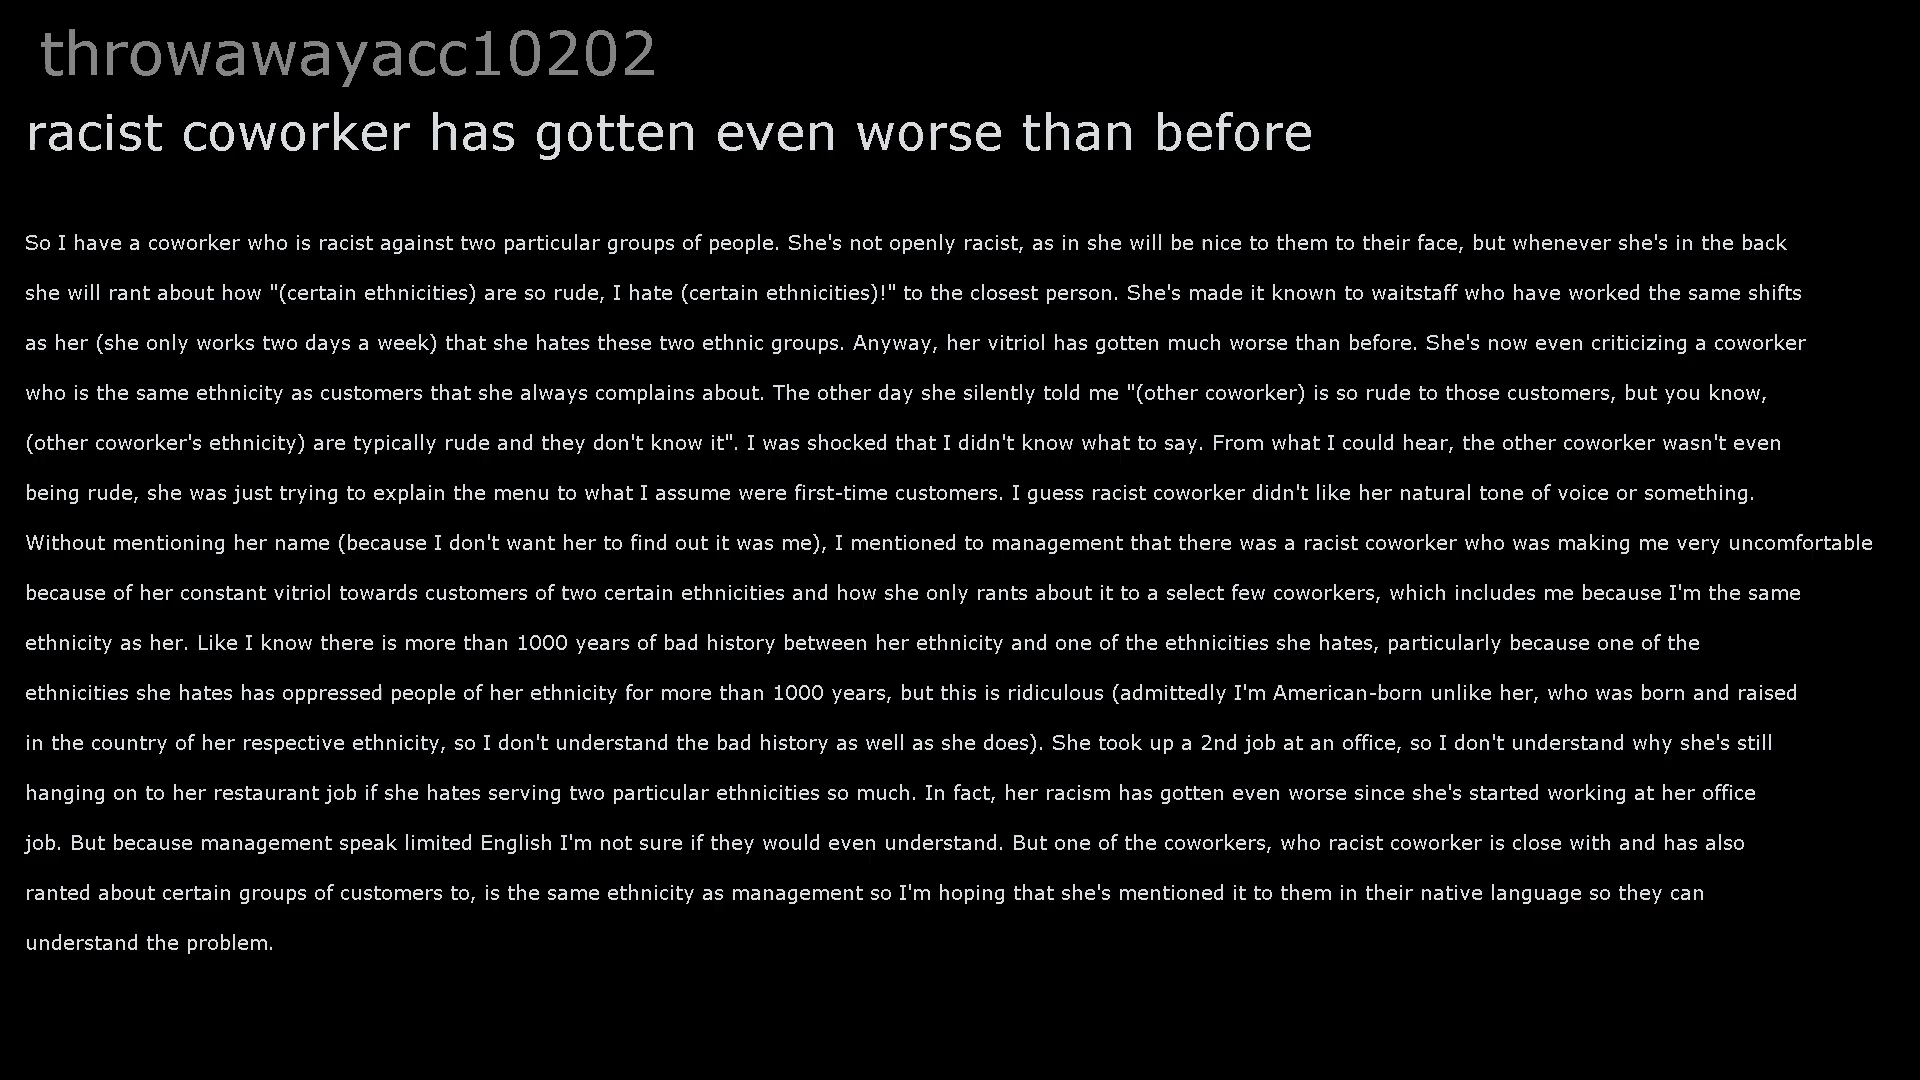 throwawayacc10202
racist coworker has gotten even worse than before
So I have a coworker who is racist against two particular groups of people. She's not openly racist, as in she will be nice to them to their face, but whenever she's in the back
she will rant about how "(certain ethnicities) are so rude, I hate (certain ethnicities)!" to the closest person. She's made it known to waitstaff who have worked the same shifts
as her (she only works two days a week) that she hates these two ethnic groups. Anyway, her vitriol has gotten much worse than before. She's now even criticizing a coworker
who is the same ethnicity as customers that she always complains about. The other day she silently told me "(other coworker) is so rude to those customers, but you know,
(other coworker's ethnicity) are typically rude and they don't know it". I was shocked that I didn't know what to say. From what I could hear, the other coworker wasn't even
being rude, she was just trying to explain the menu to what I assume were first-time customers. I guess racist coworker didn't like her natural tone of voice or something.
Without mentioning her name (because I don't want her to find out it was me), I mentioned to management that there was a racist coworker who was making me very uncomfortable
because of her constant vitriol towards customers of two certain ethnicities and how she only rants about it to a select few coworkers, which includes me because I'm the same
ethnicity as her. Like I know there is more than 1000 years of bad history between her ethnicity and one of the ethnicities she hates, particularly because one of the
ethnicities she hates has oppressed people of her ethnicity for more than 1000 years, but this is ridiculous (admittedly I'm American-born unlike her, who was born and raised
in the country of her respective ethnicity, so I don't understand the bad history as well as she does). She took up a 2nd job at an office, so I don't understand why she's still
hanging on to her restaurant job if she hates serving two particular ethnicities so much. In fact, her racism has gotten even worse since she's started working at her office
job. But because management speak limited English I'm not sure if they would even understand. But one of the coworkers, who racist coworker is close with and has also
ranted about certain groups of customers to, is the same ethnicity as management so I'm hoping that she's mentioned it to them in their native language so they can
understand the problem.